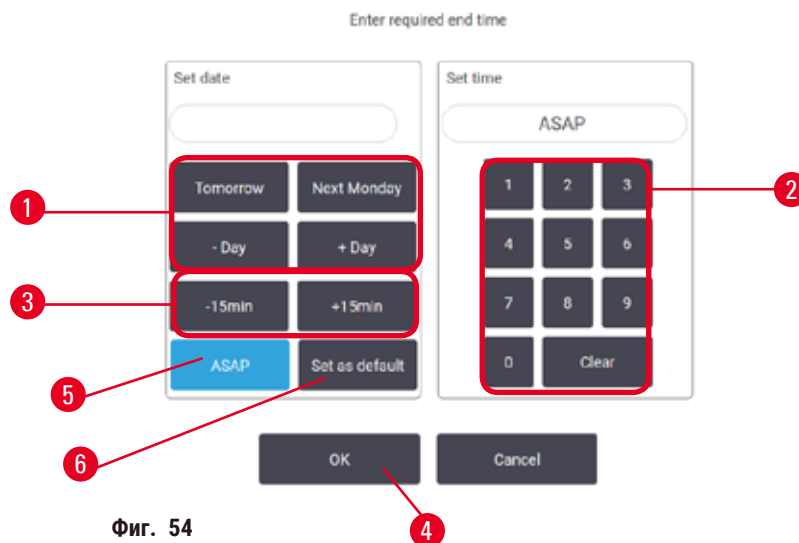 Enter required end time
Set date
Set time
ASAP
Tomorrow Next Monday
- Day + Day
-15min +15min
ASAP Set as default
1 2 3
4 5 6
7 8 9
0 Clear
OK Cancel
1
2
3
5
6
4
Фиг. 54